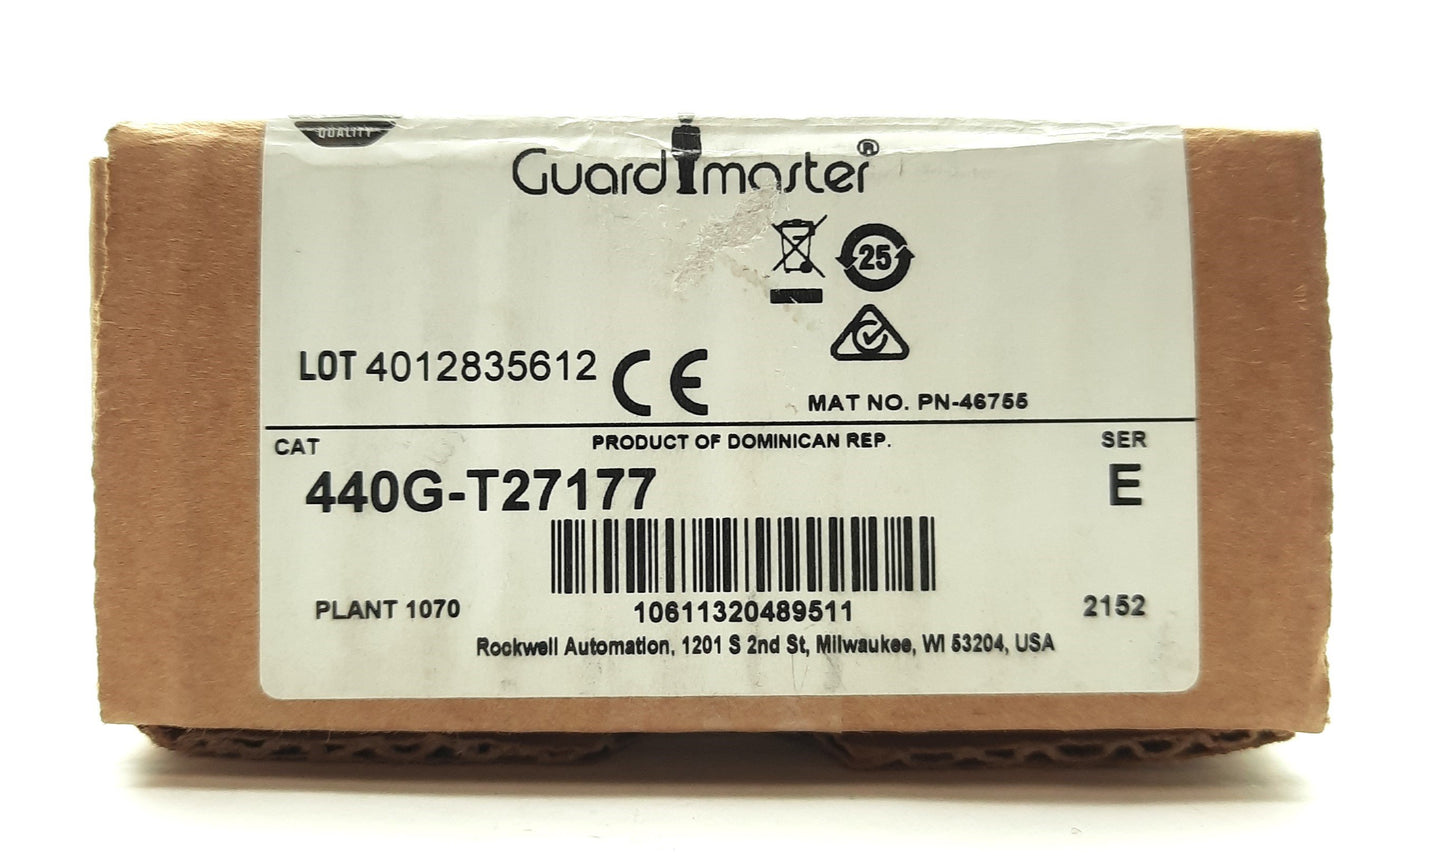 QUALITY
Guardmaster®
25
LOT 4012835612 CE
MAT NO. PN-46755
CAT PRODUCT OF DOMINICAN REP. SER
440G-T27177 E
PLANT 1070 10611320489511 2152
Rockwell Automation, 1201 S 2nd St, Milwaukee, WI 53204, USA